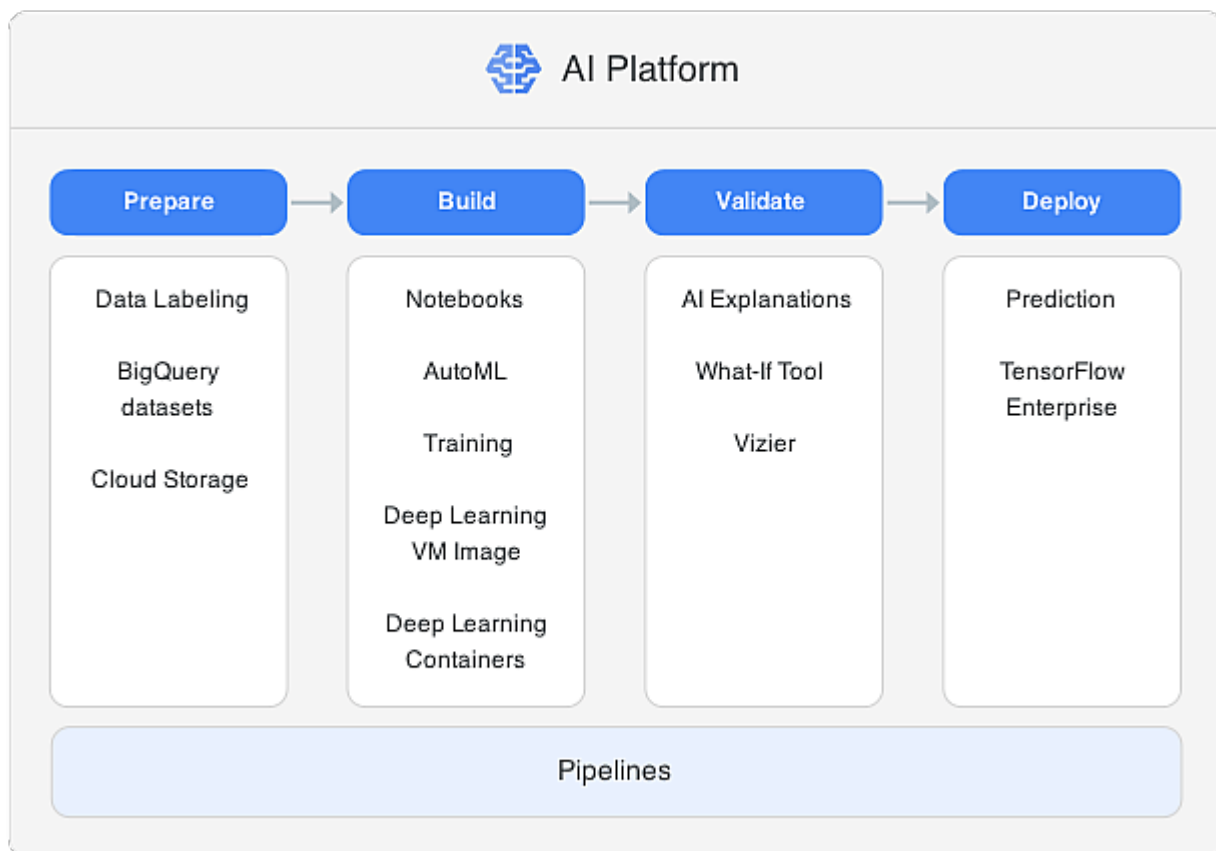 AI Platform
Prepare
Build
Validate
Deploy
Data Labeling
BigQuery
datasets
Cloud Storage
Notebooks
AutoML
Training
Deep Learning
VM Image
Deep Learning
Containers
AI Explanations
What-If Tool
Vizier
Prediction
TensorFlow
Enterprise
Pipelines